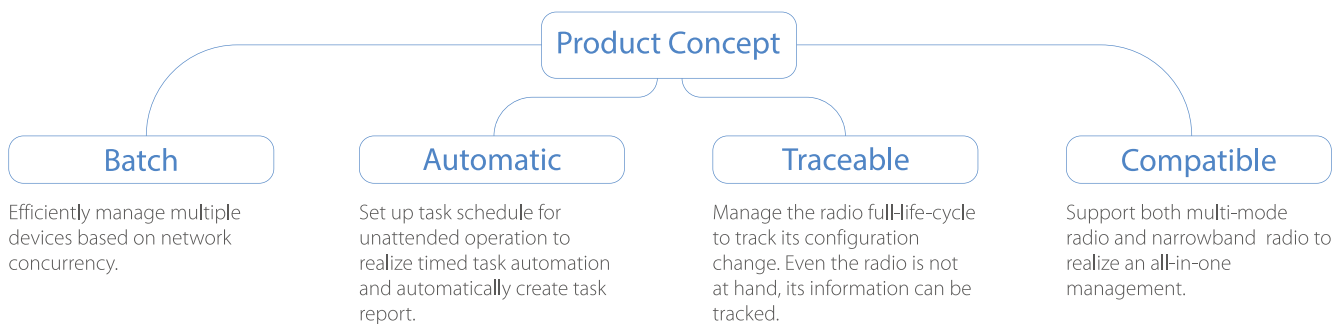 Product Concept
Batch
Efficiently manage multiple
devices based on network
concurrency.
Automatic
Set up task schedule for
unattended operation to
realize timed task automation
and automatically create task
report.
Traceable
Manage the radio full-life-cycle
to track its configuration
change. Even the radio is not
at hand, its information can be
tracked.
Compatible
Support both multi-mode
radio and narrowband radio to
realize an all-in-one
management.